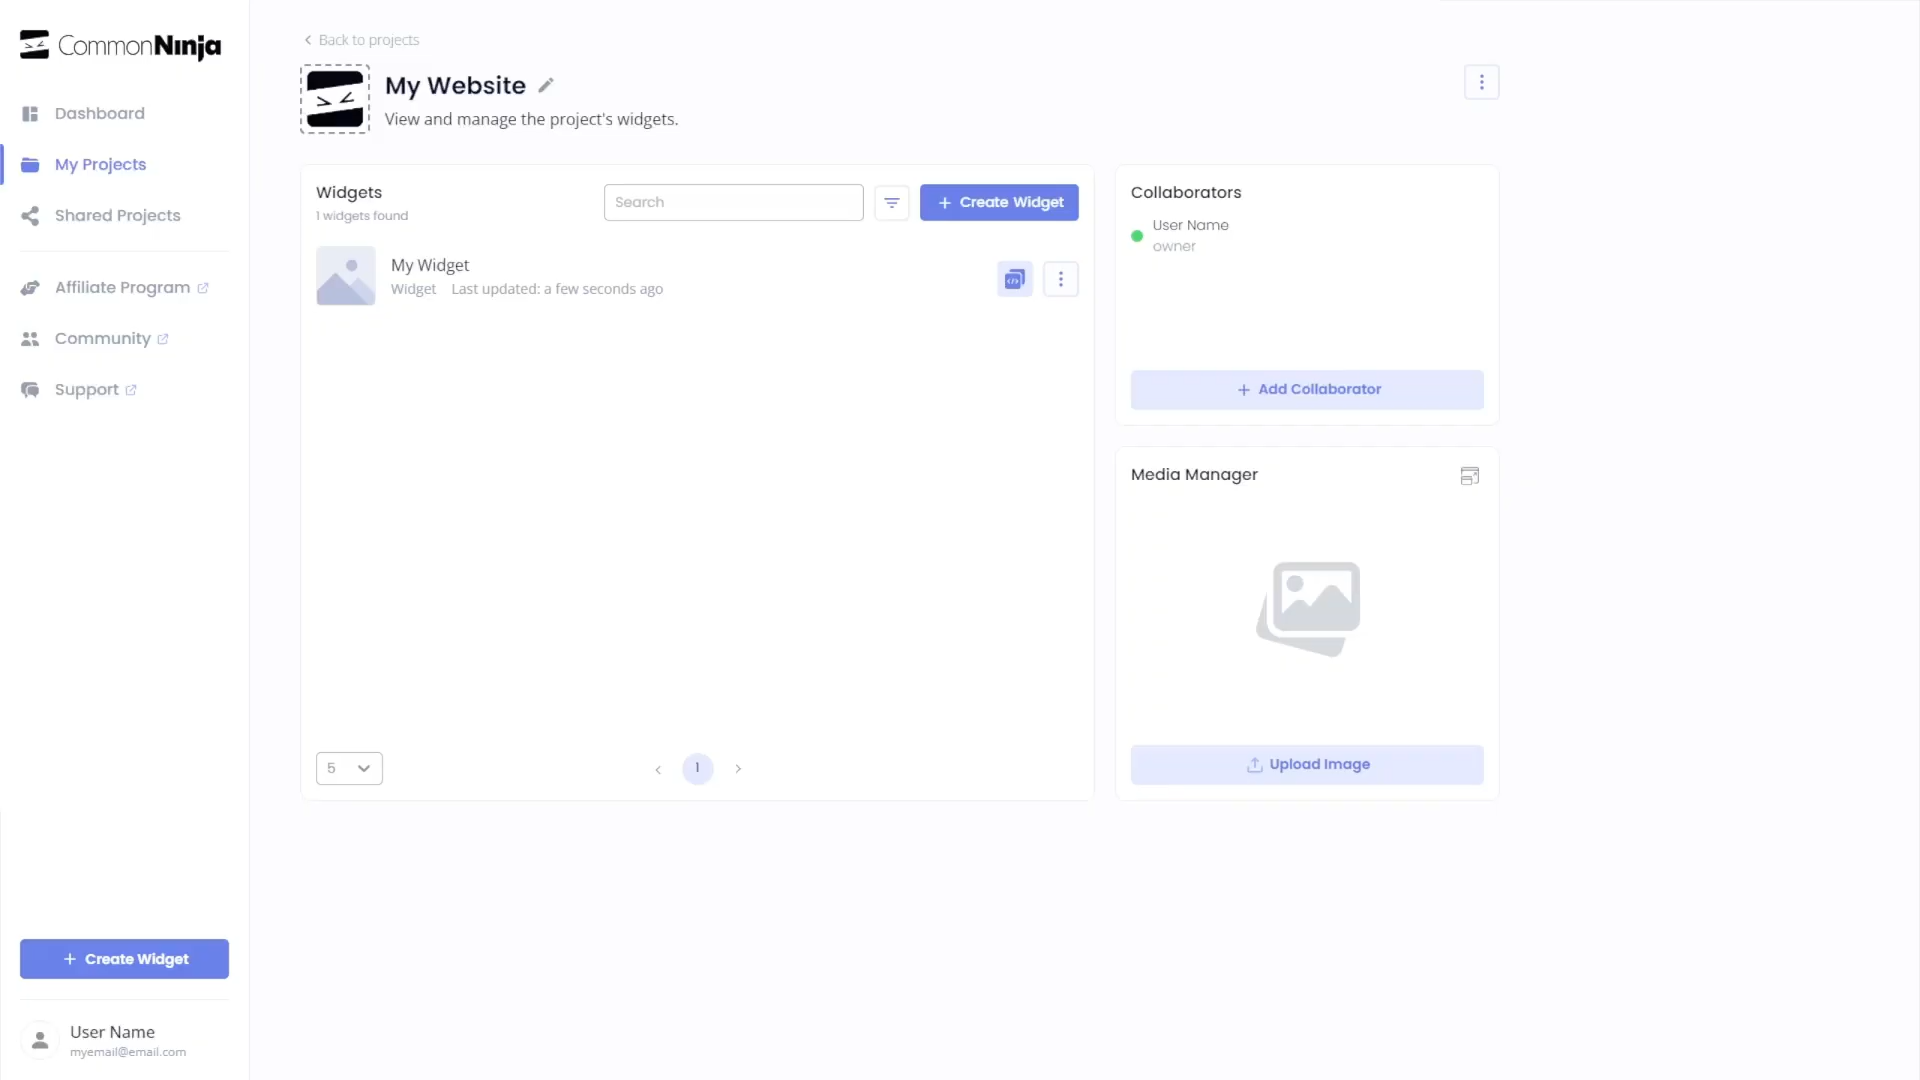 CommonNinja
Dashboard
My Projects
Shared Projects
Affiliate Program
Community
Support
Create Widget
User Name
myemail@email.com
Back to projects
My Website
View and manage the project's widgets.
Widgets
1 widgets found
Search
Create Widget
My Widget
Widget Last updated: a few seconds ago
5
1
Collaborators
User Name
owner
Add Collaborator
Media Manager
Upload Image